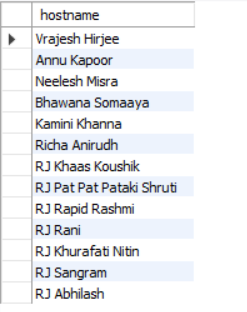 hostname
Vrajesh Hirjee
Annu Kapoor
Neelesh Misra
Bhawana Somaaya
Kamini Khanna
Richa Anirudh
RJ Khaas Koushik
RJ Pat Pat Pataki Shruti
RJ Rapid Rashmi
RJ Rani
RJ Khurafati Nitin
RJ Sangram
RJ Abhilash